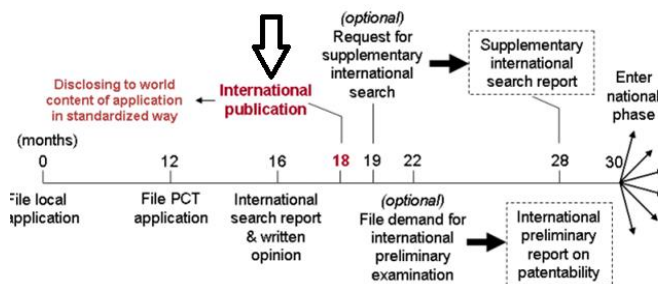 (optional)
Request for
supplementary
international
search
Supplementary
international
search report
Enter
national
phase
International
publication
Disclosing to world
content of application
in standardized way
(months)
0 12 16 18 19 22 28 30
File local
application
File PCT
application
International
search report
& written
opinion
(optional)
File demand for
international
preliminary
examination
International
preliminary
report on
patentability